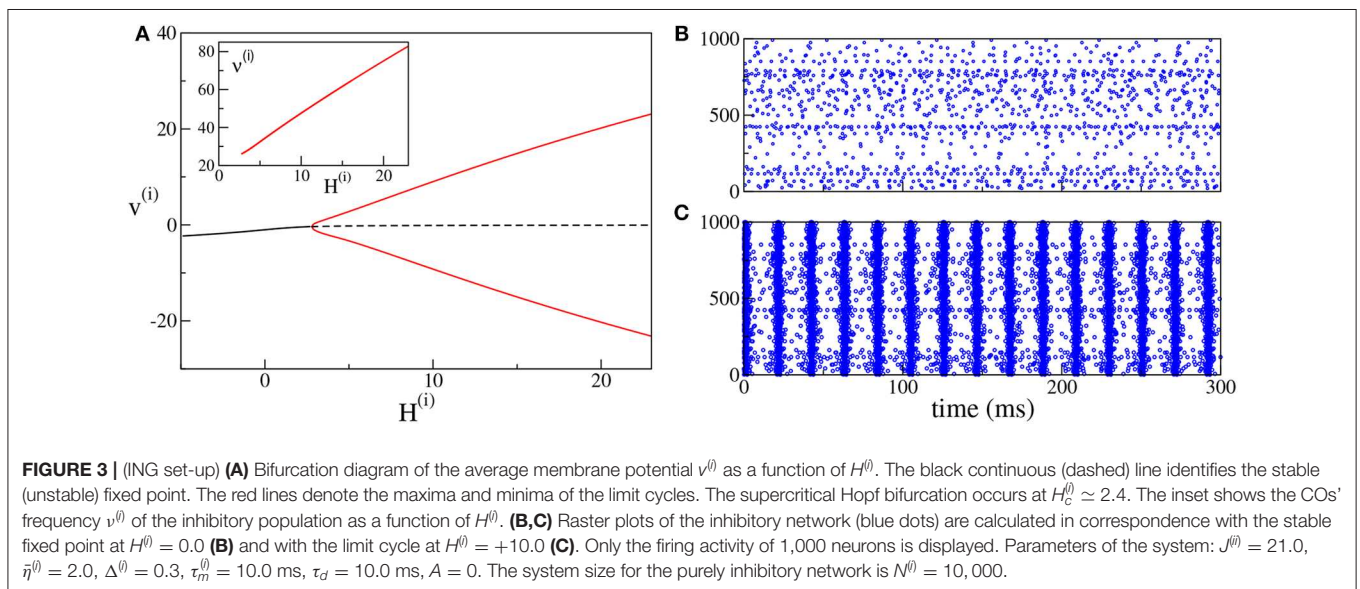 A
40
20
0
-20
v^(i)
0
10
20
H^(i)
80
60
40
20
ν^(i)
0
10
20
H^(i)
B
1000
500
0
C
1000
500
0
0
100
200
300
time (ms)
FIGURE 3 | (ING set-up) (A) Bifurcation diagram of the average membrane potential v^(i) as a function of H^(i). The black continuous (dashed) line identifies the stable
(unstable) fixed point. The red lines denote the maxima and minima of the limit cycles. The supercritical Hopf bifurcation occurs at H_c^(i) ≃ 2.4. The inset shows the COs'
frequency ν^(i) of the inhibitory population as a function of H^(i). (B,C) Raster plots of the inhibitory network (blue dots) are calculated in correspondence with the stable
fixed point at H^(i) = 0.0 (B) and with the limit cycle at H^(i) = +10.0 (C). Only the firing activity of 1,000 neurons is displayed. Parameters of the system: J^(ii) = 21.0,
η̄^(i) = 2.0, Δ^(i) = 0.3, τ_m^(i) = 10.0 ms, τ_d = 10.0 ms, A = 0. The system size for the purely inhibitory network is N^(i) = 10, 000.